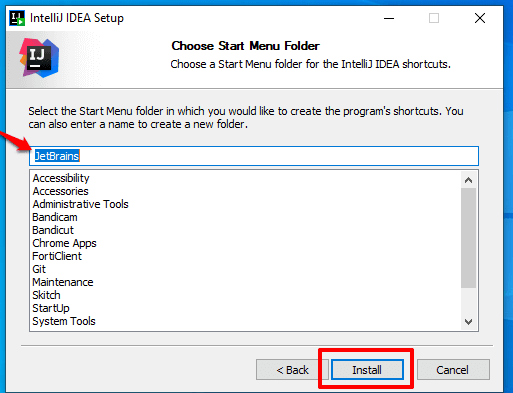 IntelliJ IDEA Setup
IJ
Choose Start Menu Folder
Choose a Start Menu folder for the IntelliJ IDEA shortcuts.
Select the Start Menu folder in which you would like to create the program's shortcuts. You
can also enter a name to create a new folder.
JetBrains
Accessibility
Accessories
Administrative Tools
Bandicam
Bandicut
Chrome Apps
FortiClient
Git
Maintenance
Skitch
StartUp
System Tools
< Back
Install
Cancel